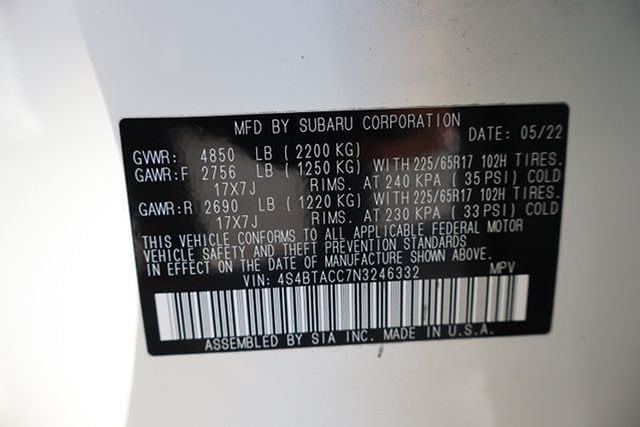 MFD BY SUBARU CORPORATION DATE: 05/22
GVWR: 4850 LB (2200 KG)
GAWR:F 2756 LB (1250 KG) WITH 225/65R17 102H TIRES.
17X7J RIMS. AT 240 KPA (35 PSI) COLD
GAWR:R 2690 LB (1220 KG) WITH 225/65R17 102H TIRES.
17X7J RIMS. AT 230 KPA (33 PSI) COLD
THIS VEHICLE CONFORMS TO ALL APPLICABLE FEDERAL MOTOR
VEHICLE SAFETY AND THEFT PREVENTION STANDARDS
IN EFFECT ON THE DATE OF MANUFACTURE SHOWN ABOVE.
VIN: 4S4BTACC7N3246332 MPV
ASSEMBLED BY SIA INC. MADE IN U.S.A.